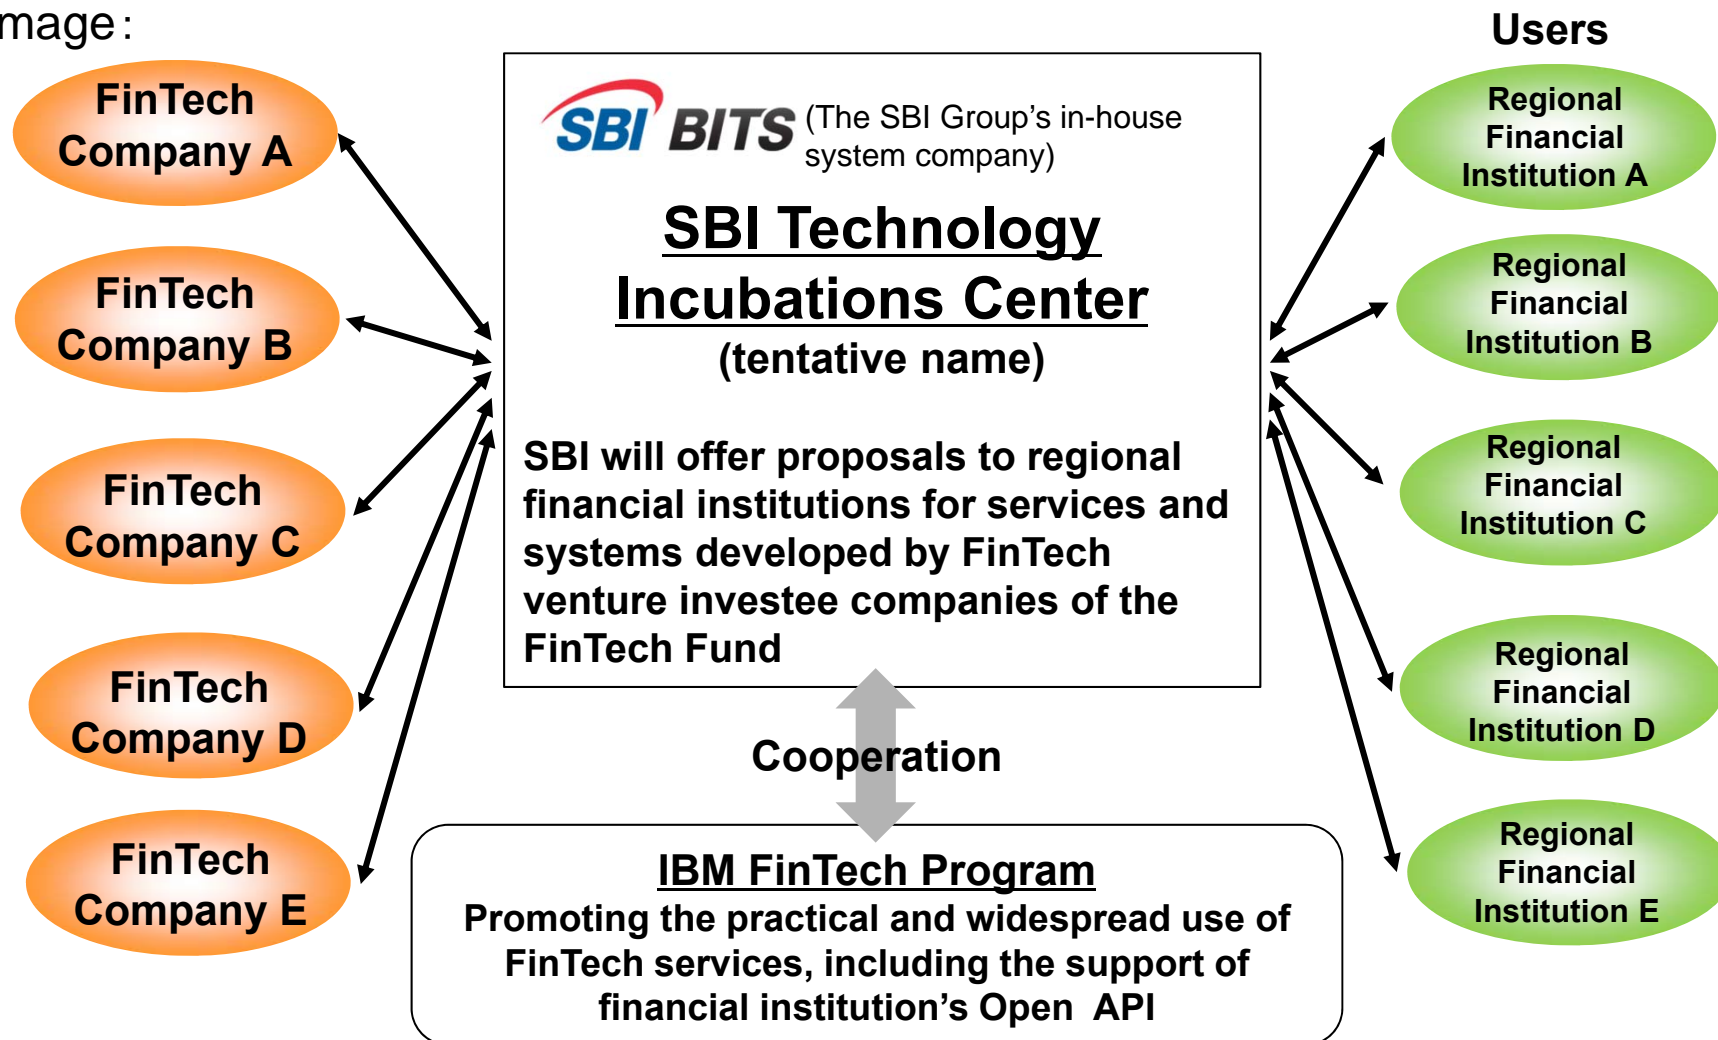 mage:
Users
FinTech
Company A
FinTech
Company B
FinTech
Company C
FinTech
Company D
FinTech
Company E
SBI BITS (The SBI Group’s in-house
system company)
SBI Technology
Incubations Center
(tentative name)
SBI will offer proposals to regional
financial institutions for services and
systems developed by FinTech
venture investee companies of the
FinTech Fund
Cooperation
IBM FinTech Program
Promoting the practical and widespread use of
FinTech services, including the support of
financial institution’s Open API
Regional
Financial
Institution A
Regional
Financial
Institution B
Regional
Financial
Institution C
Regional
Financial
Institution D
Regional
Financial
Institution E